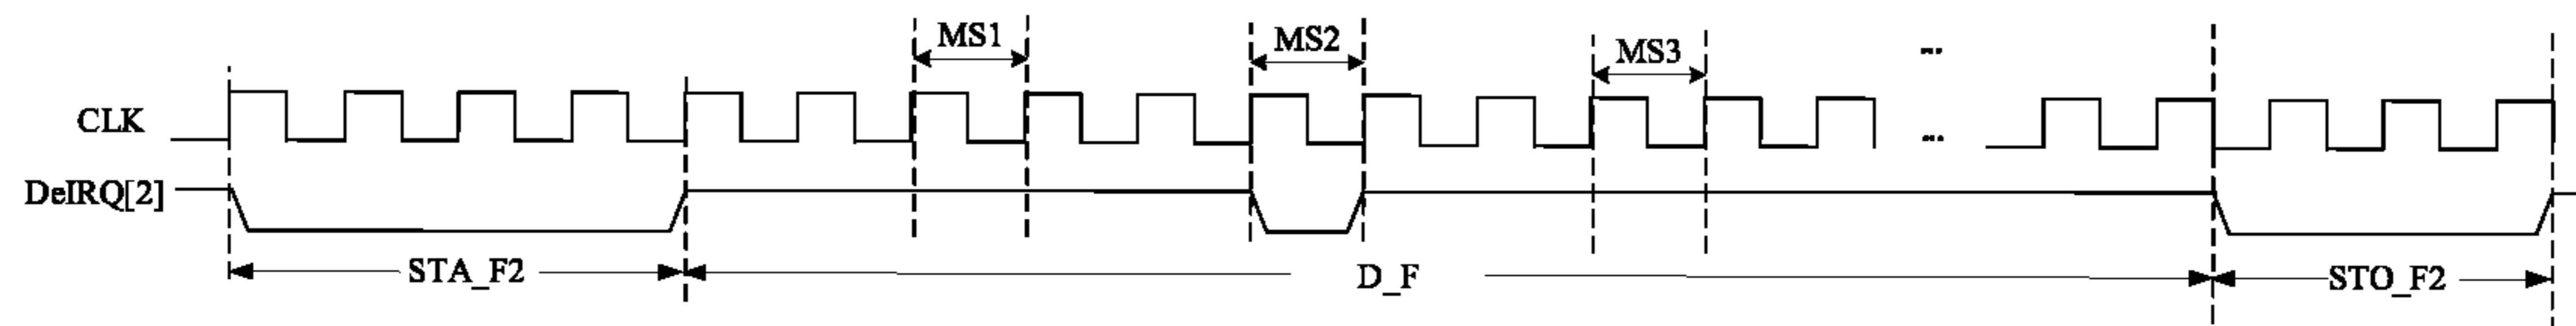 MS1
MS2
MS3
...
CLK
...
DeIRQ[2]
STA_F2
D_F
STO_F2